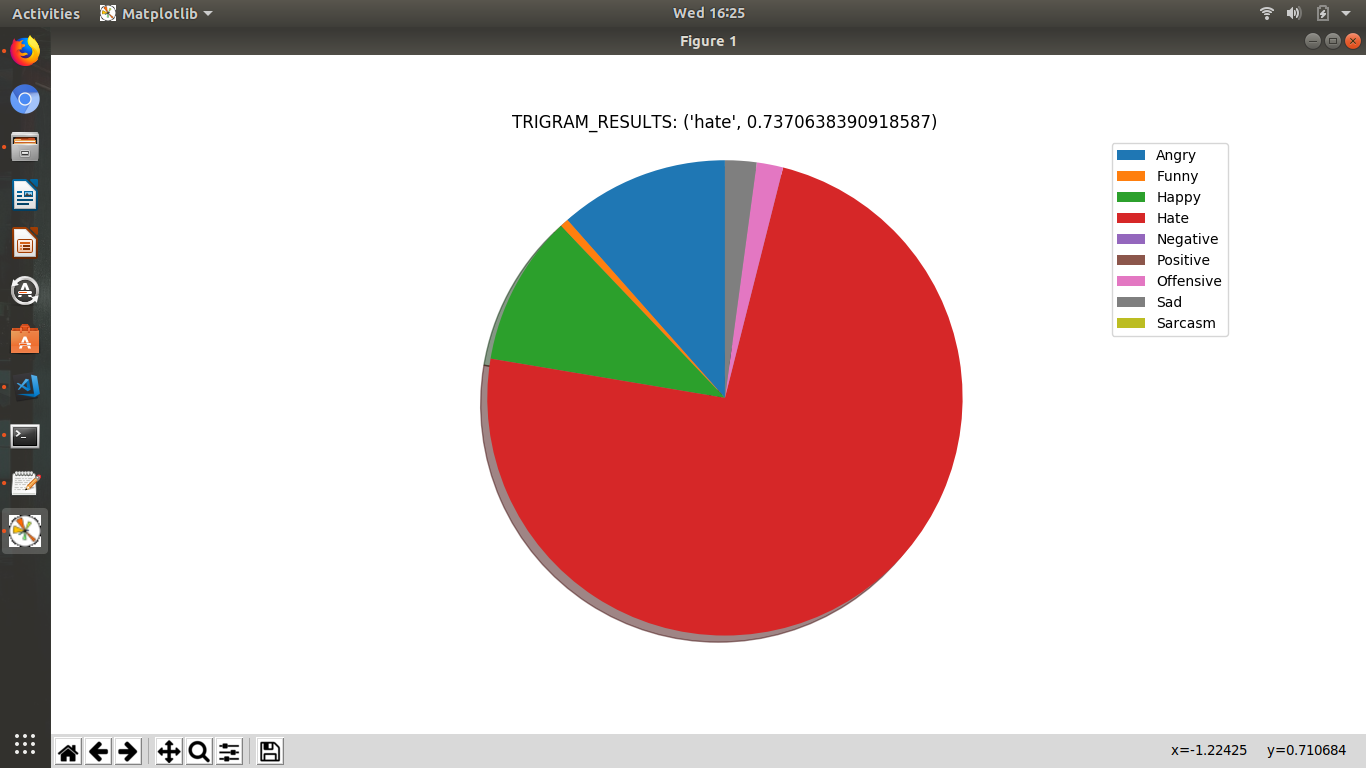 Activities Matplotlib Wed 16:25
Figure 1
TRIGRAM_RESULTS: ('hate', 0.7370638390918587)
Angry
Funny
Happy
Hate
Negative
Positive
Offensive
Sad
Sarcasm
x=-1.22425 y=0.710684